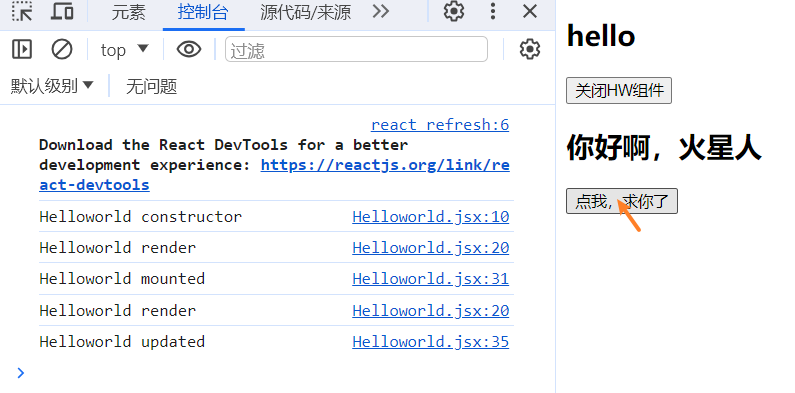 元素 控制台 源代码/来源
top 过滤
默认级别 无问题
react refresh:6
Download the React DevTools for a better
development experience: https://reactjs.org/link/re
act-devtools
Helloworld constructor Helloworld.jsx:10
Helloworld render Helloworld.jsx:20
Helloworld mounted Helloworld.jsx:31
Helloworld render Helloworld.jsx:20
Helloworld updated Helloworld.jsx:35
hello
关闭HW组件
你好啊，火星人
点我，求你了